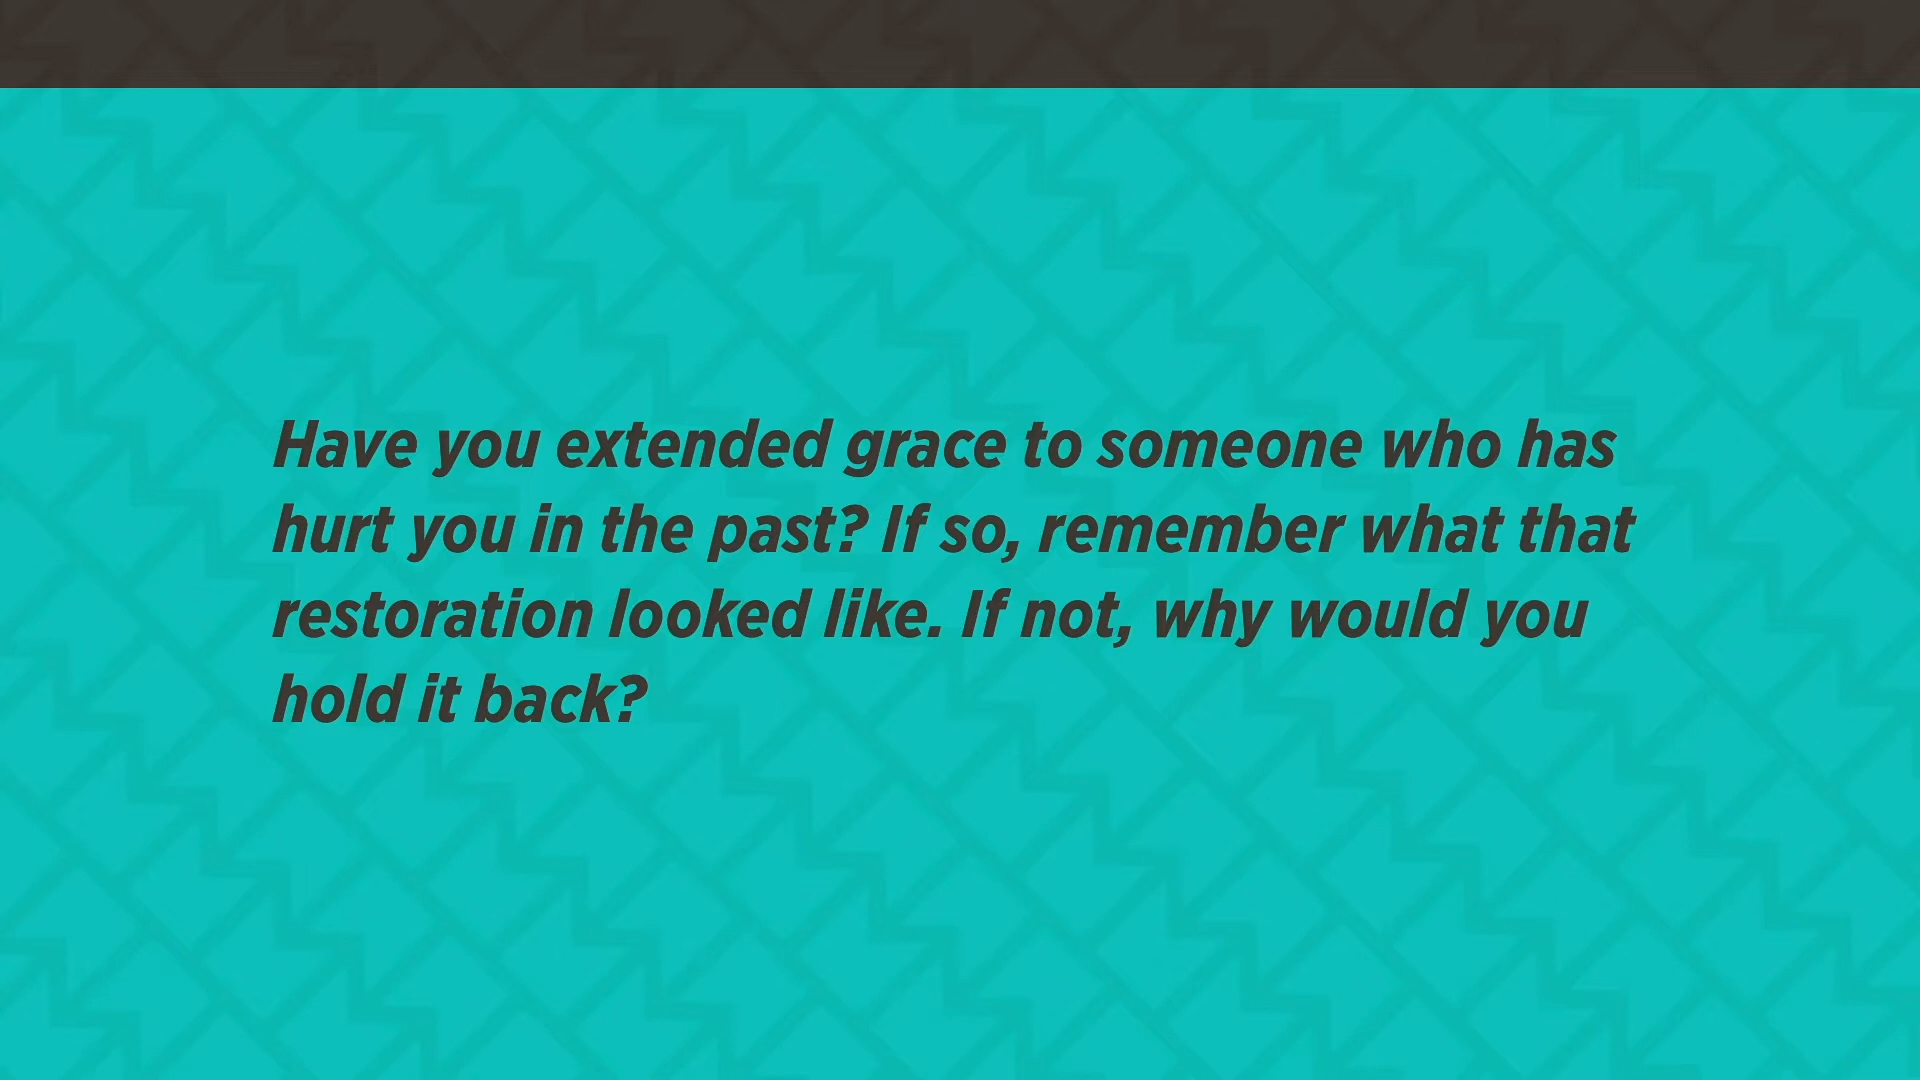 Have you extended grace to someone who has
hurt you in the past? If so, remember what that
restoration looked like. If not, why would you
hold it back?